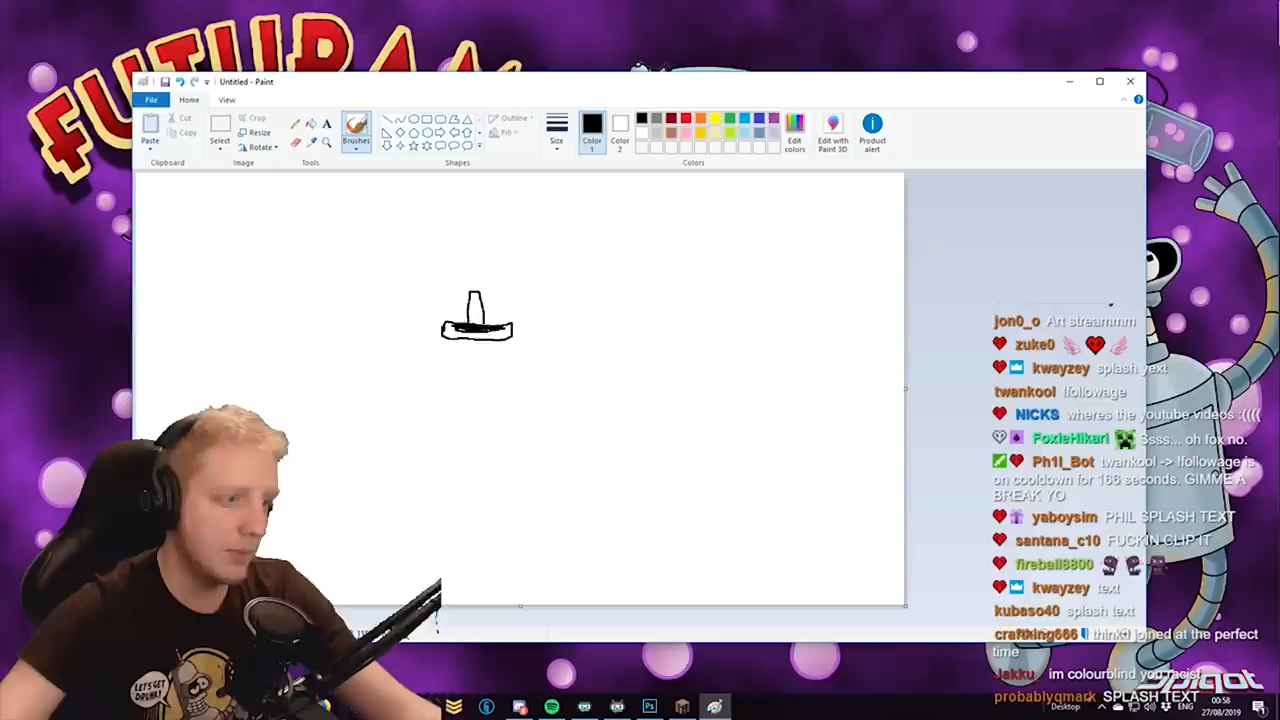 FUTURAMA
Untitled - Paint
File Home View
Cut
Copy
Paste
Clipboard
Select
Crop
Resize
Rotate
Image
Tools
Brushes
Outline
Fill
Shapes
Size
Color
1
Color
2
Colors
Edit
colors
Edit with
Paint 3D
Product
alert
jon0_o Art streammm
zuke0
kwayzey splash yext
twankool !followage
NICKS wheres the youtube videos :((((
FoxieHikari Ssss... oh fox no.
Ph1l_Bot twankool -> !followage is
on cooldown for 166 seconds. GIMME A
BREAK YO
yaboysim PHIL SPLASH TEXT
santana_c10 FUCKIN CLIP IT
fireball8800
kwayzey text
kubaso40 splash text
craftking666 I think I joined at the perfect
time
Jakku im colourblind you racist
probablyqmark SPLASH TEXT
LET'S GET
DRUNK!
Desktop
ENG
00:58
27/08/2019